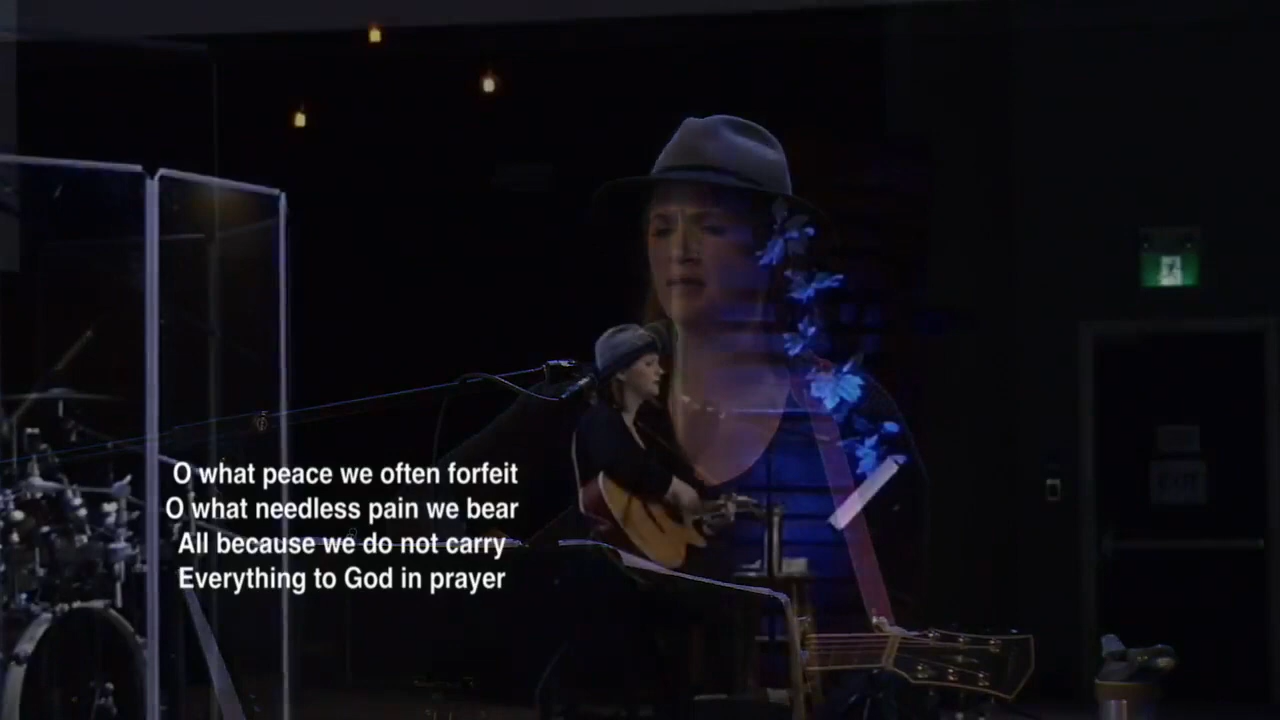 O what peace we often forfeit
O what needless pain we bear
All because we do not carry
Everything to God in prayer
EXIT